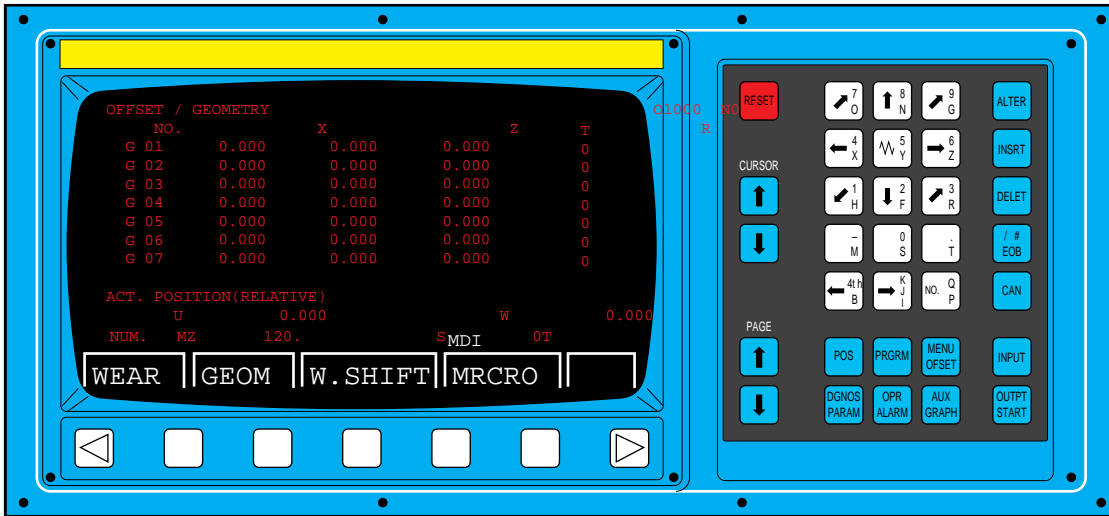 OFFSET / GEOMETRY O1000 N0
NO. X Z T R
G 01 0.000 0.000 0.000 0
G 02 0.000 0.000 0.000 0
G 03 0.000 0.000 0.000 0
G 04 0.000 0.000 0.000 0
G 05 0.000 0.000 0.000 0
G 06 0.000 0.000 0.000 0
G 07 0.000 0.000 0.000 0
ACT. POSITION(RELATIVE)
U 0.000 W 0.000
NUM. MZ 120. S 0T
MDI
WEAR GEOM W.SHIFT MRCRO
RESET
CURSOR
PAGE
7 O 8 N 9 G ALTER
4 X 5 Y 6 Z INSRT
1 H 2 F 3 R DELET
– M 0 S . T / # EOB
4th B K J I NO. Q P CAN
POS PRGRM MENU OFSET INPUT
DGNOS PARAM OPR ALARM AUX GRAPH OUTPT START